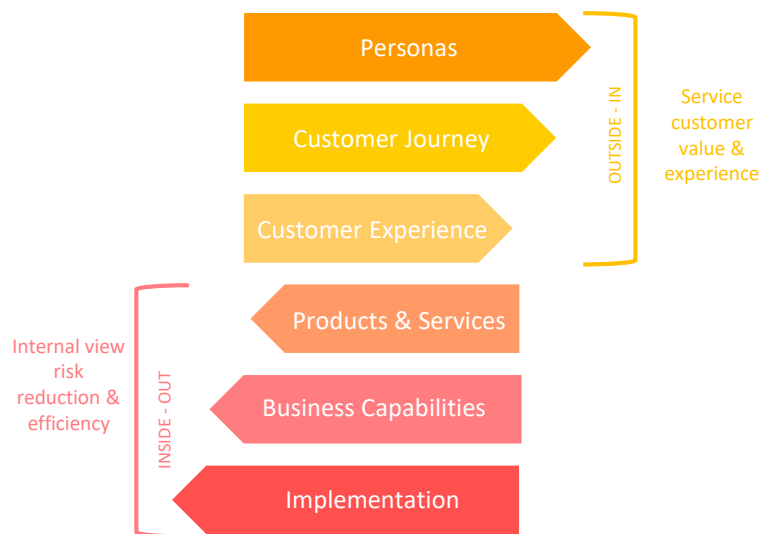 Personas
Customer Journey
Customer Experience
OUTSIDE - IN
Service
customer
value &
experience
Products & Services
Business Capabilities
Implementation
INSIDE - OUT
Internal view
risk
reduction &
efficiency